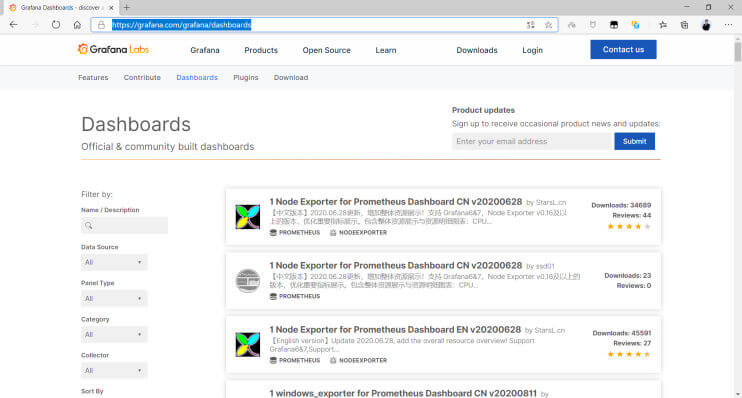 Grafana Dashboards - discover a
https://grafana.com/grafana/dashboards
Grafana Labs
Grafana Products Open Source Learn Downloads Login Contact us
Features Contribute Dashboards Plugins Download
Dashboards
Official & community built dashboards
Product updates
Sign up to receive occasional product news and updates:
Enter your email address Submit
Filter by:
Name / Description
Data Source
All
Panel Type
All
Category
All
Collector
All
Sort By
1 Node Exporter for Prometheus Dashboard CN v20200628 by StarsL.cn
【中文版本】2020.06.28更新，增加整体资源展示！支持 Grafana6&7，Node Exporter v0.16及以
上的版本，优化重要指标展示。包含整体资源展示与资源明细图表：CPU...
PROMETHEUS NODEEXPORTER
Downloads: 34689
Reviews: 44
1 Node Exporter for Prometheus Dashboard CN v20200628 by ssd01
【中文版本】2020.06.28更新，增加整体资源展示！支持 Grafana6&7，Node Exporter v0.16及以上的
版本，优化重要指标展示。包含整体资源展示与资源明细图表：CPU...
PROMETHEUS
Downloads: 23
Reviews: 0
1 Node Exporter for Prometheus Dashboard EN v20200628 by StarsL.cn
【English version】Update 2020.06.28, add the overall resource overview! Support
Grafana6&7,Support...
PROMETHEUS NODEEXPORTER
Downloads: 45591
Reviews: 27
1 windows_exporter for Prometheus Dashboard CN v20200811 by